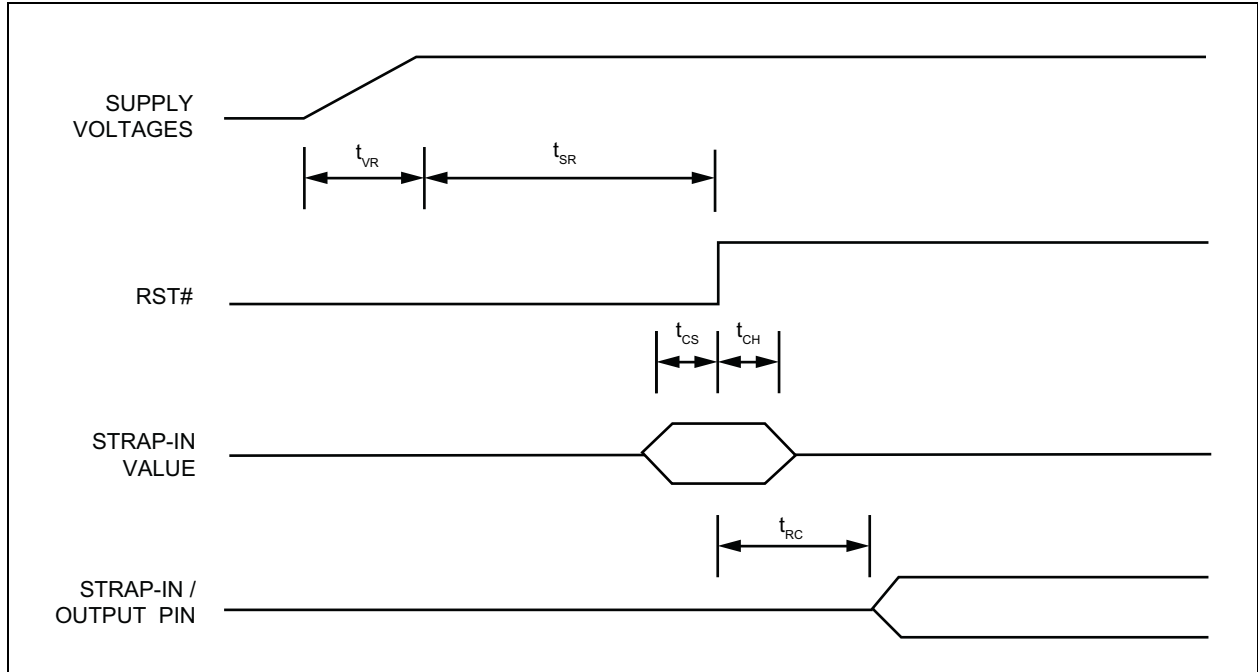 SUPPLY
VOLTAGES
tVR
tSR
RST#
tCS
tCH
STRAP-IN
VALUE
tRC
STRAP-IN /
OUTPUT PIN